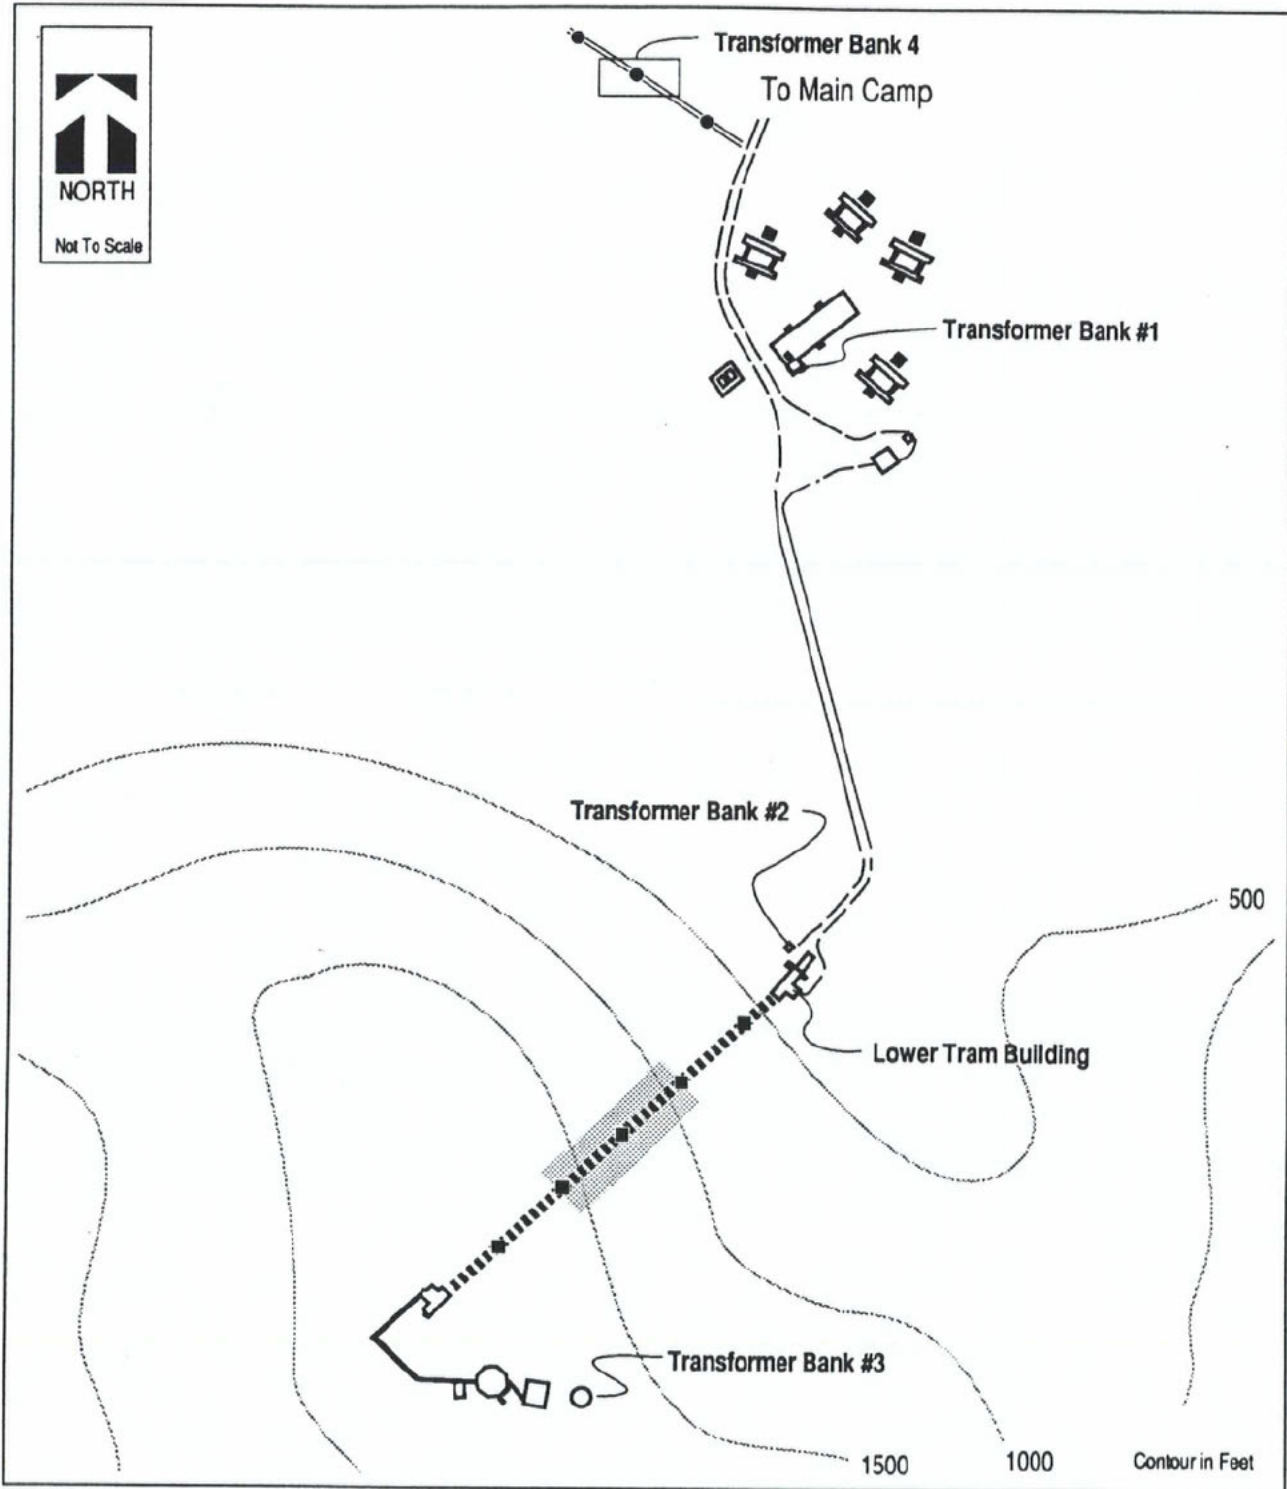 Transformer Bank 4
To Main Camp
NORTH
Not To Scale
Transformer Bank #1
Transformer Bank #2
500
Lower Tram Building
Transformer Bank #3
1500
1000
Contour in Feet